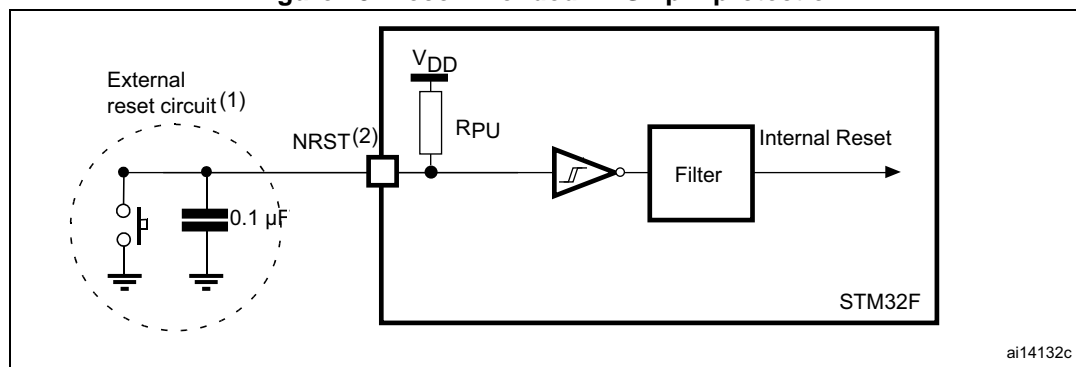 VDD
External
reset circuit(1)
NRST(2)
RPU
Internal Reset
Filter
0.1 µF
STM32F
ai14132c